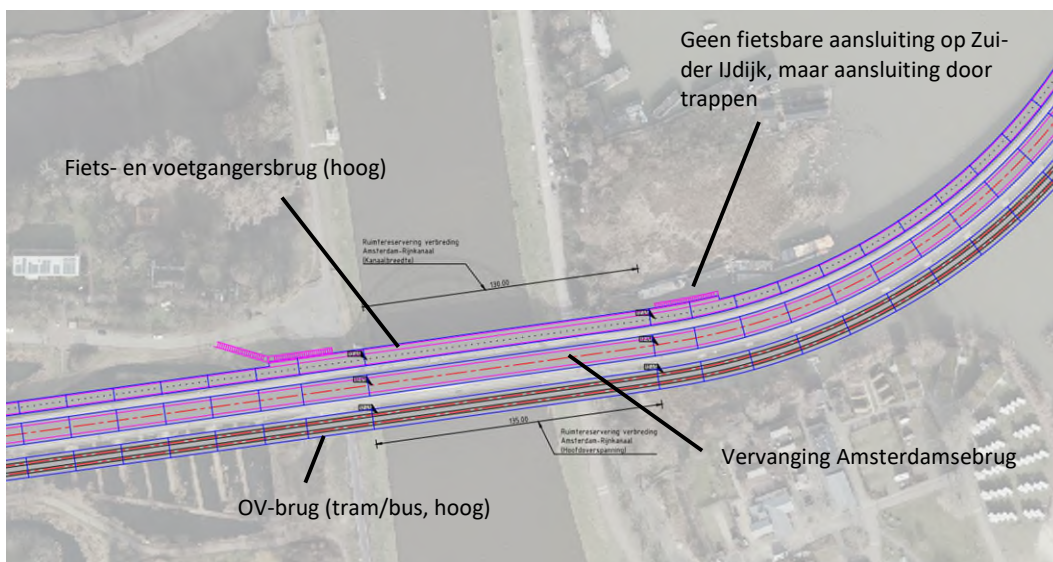 Geen fietsbare aansluiting op Zui-
der IJdijk, maar aansluiting door
trappen
Fiets- en voetgangersbrug (hoog)
Ruimtereservering verbreding
Amsterdam-Rijnkanaal
(Kanaalbreedte)
130.00
135.00
Ruimtereservering verbreding
Amsterdam-Rijnkanaal
(Hoofdoverspanning)
Vervanging Amsterdamsebrug
OV-brug (tram/bus, hoog)